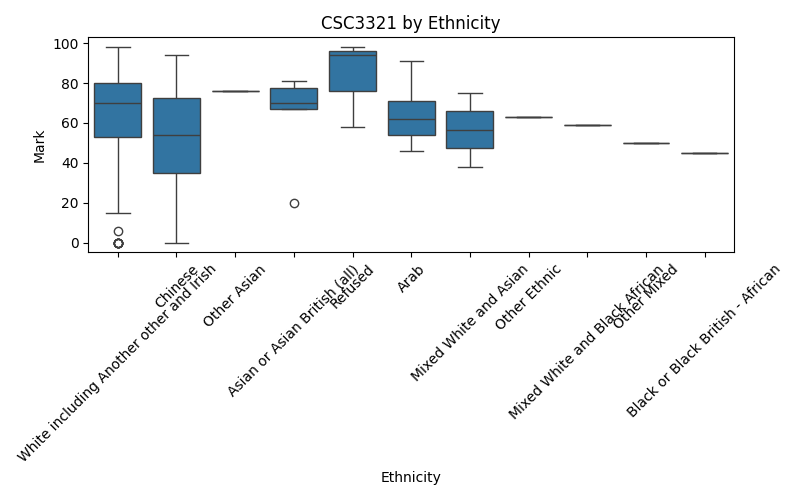 CSC3321 by Ethnicity
100
80
60
40
20
0
Mark
White including Another other and Irish
Chinese
Other Asian
Asian or Asian British (all)
Refused
Arab
Mixed White and Asian
Other Ethnic
Mixed White and Black African
Other Mixed
Black or Black British - African
Ethnicity